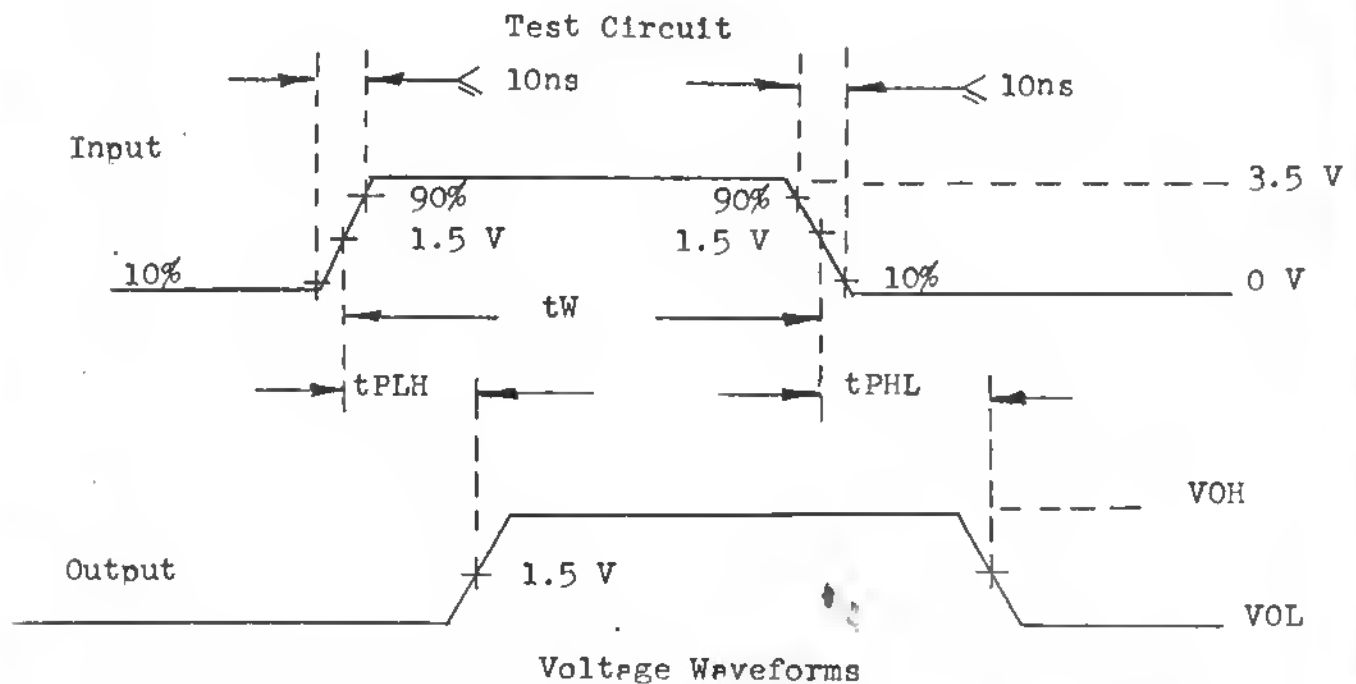 Test Circuit
≤ 10ns ≤ 10ns
Input
3.5 V
90% 90%
1.5 V 1.5 V
10% 10% 0 V
tW
tPLH tPHL
VOH
Output 1.5 V
VOL
Voltage Waveforms